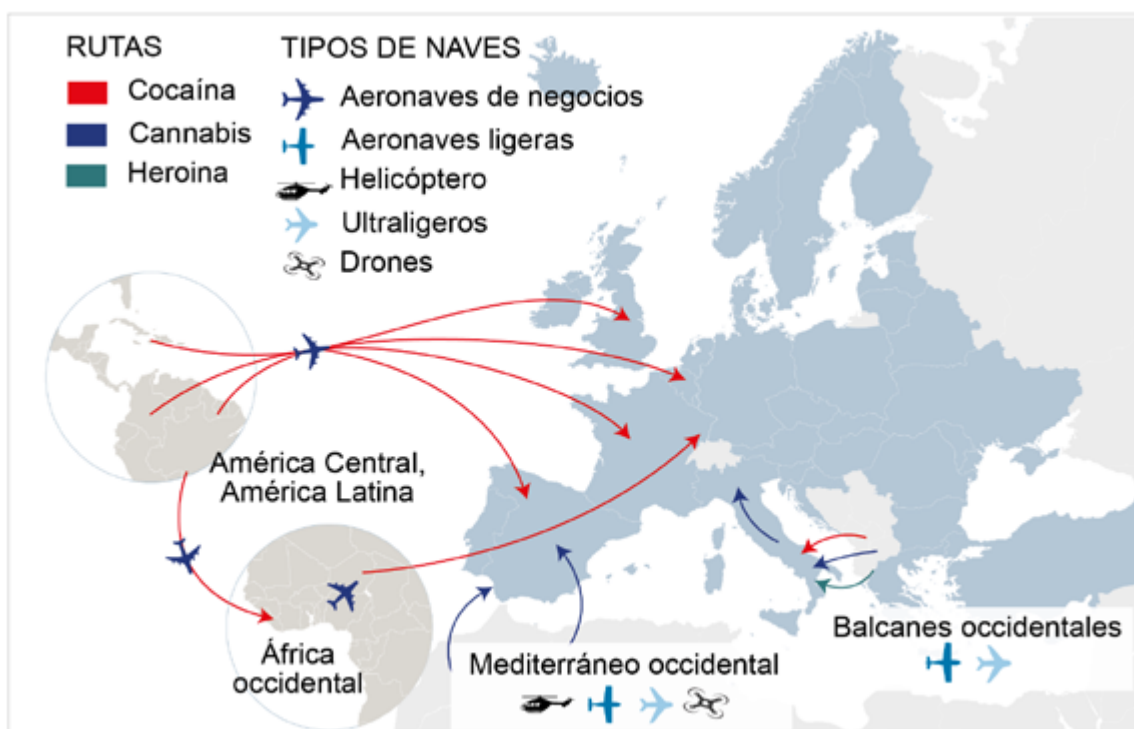 RUTAS
Cocaína
Cannabis
Heroina
TIPOS DE NAVES
Aeronaves de negocios
Aeronaves ligeras
Helicóptero
Ultraligeros
Drones
América Central,
América Latina
África
occidental
Mediterráneo occidental
Balcanes occidentales